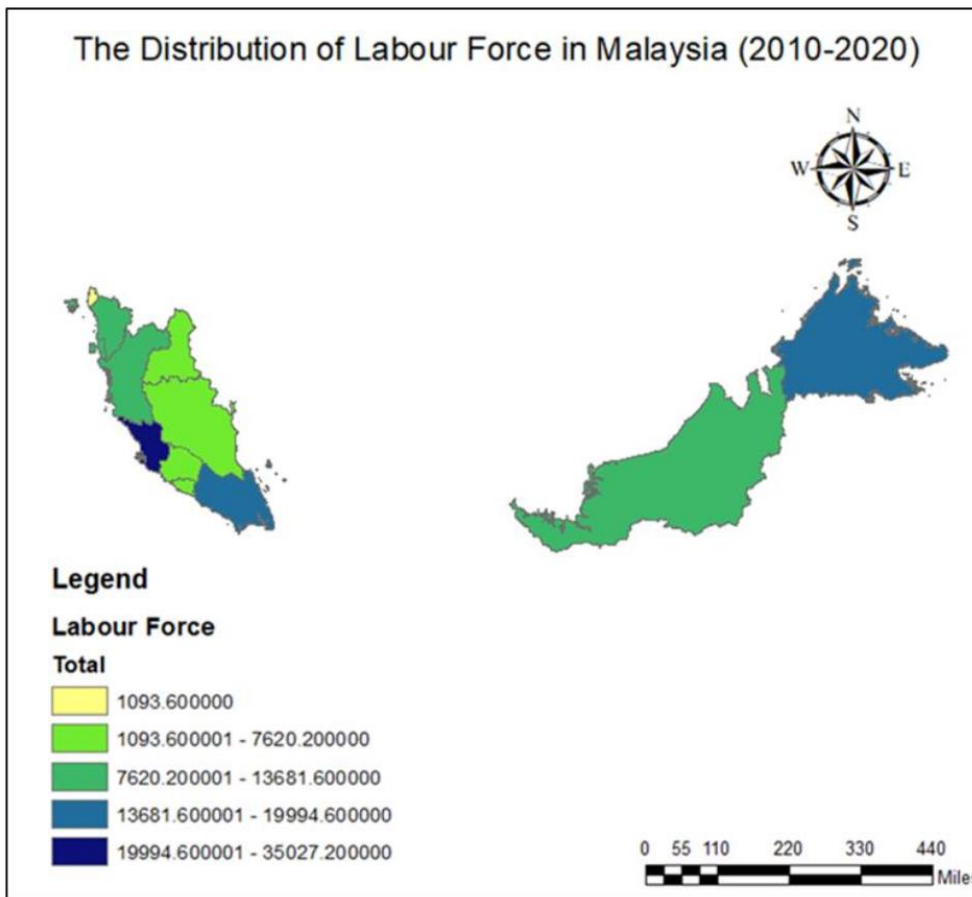 The Distribution of Labour Force in Malaysia (2010-2020)
N
W E
S
Legend
Labour Force
Total
1093.600000
1093.600001 - 7620.200000
7620.200001 - 13681.600000
13681.600001 - 19994.600000
19994.600001 - 35027.200000
0 55 110 220 330 440
Miles